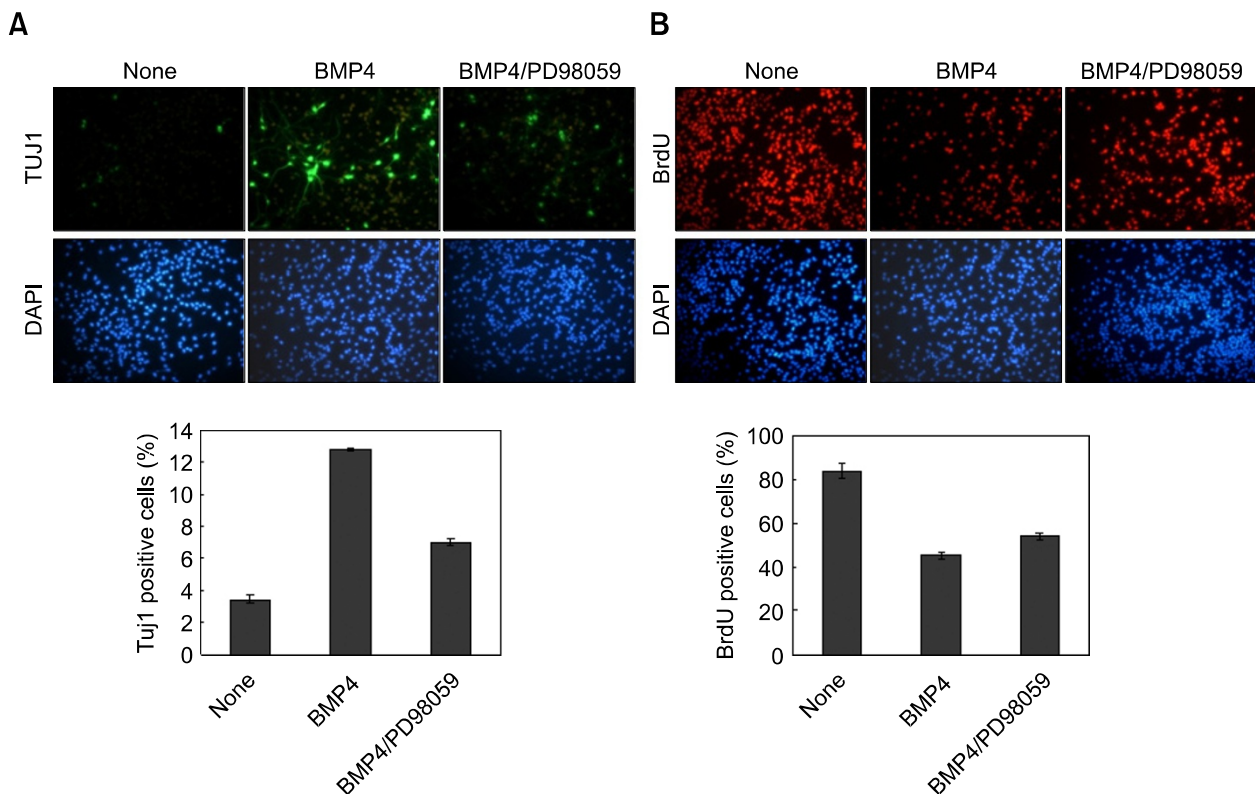 A
None BMP4 BMP4/PD98059
TUJ1
DAPI
Tuj1 positive cells (%)
14
12
10
8
6
4
2
0
None BMP4 BMP4/PD98059
B
None BMP4 BMP4/PD98059
BrdU
DAPI
BrdU positive cells (%)
100
80
60
40
20
0
None BMP4 BMP4/PD98059